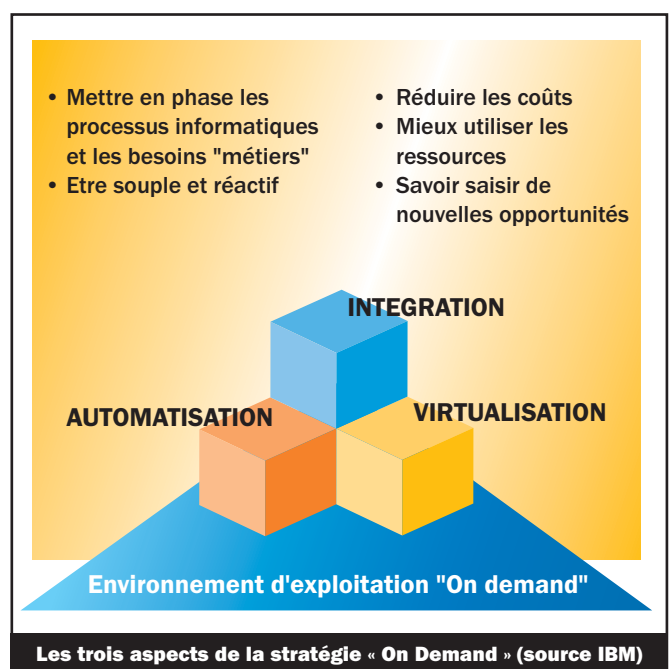 • Mettre en phase les
processus informatiques
et les besoins "métiers"
• Etre souple et réactif
• Réduire les coûts
• Mieux utiliser les
ressources
• Savoir saisir de
nouvelles opportunités
INTEGRATION
AUTOMATISATION
VIRTUALISATION
Environnement d'exploitation "On demand"
Les trois aspects de la stratégie « On Demand » (source IBM)